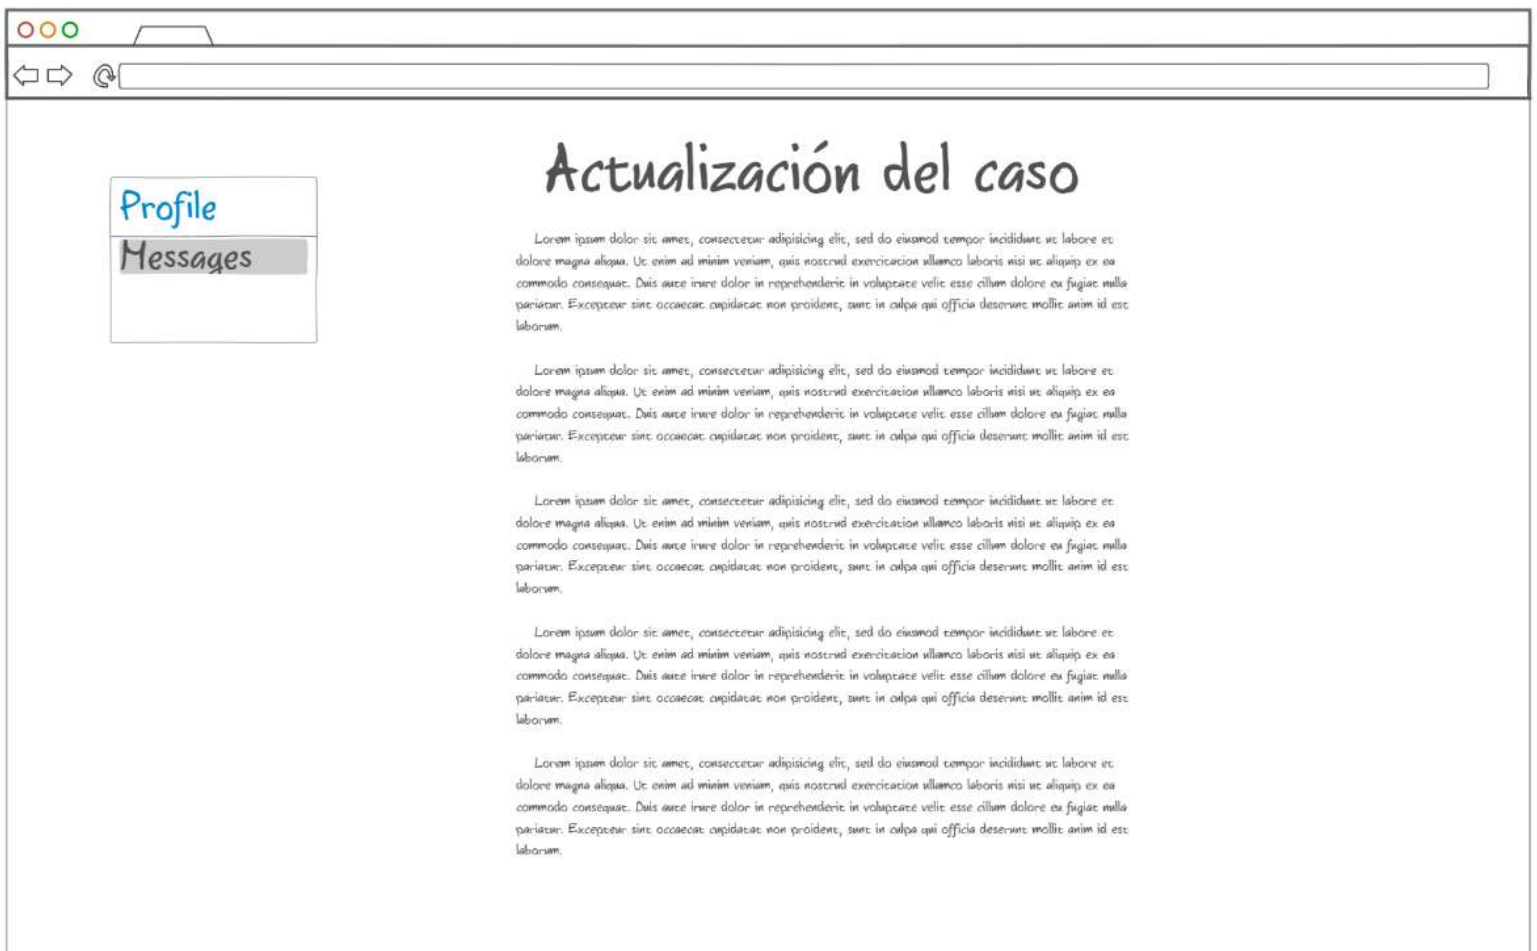 Actualización del caso
Profile
Messages
Lorem ipsum dolor sit amet, consectetur adipisicing elit, sed do eiusmod tempor incididunt ut labore et
dolore magna aliqua. Ut enim ad minim veniam, quis nostrud exercitation ullamco laboris nisi ut aliquip ex ea
commodo consequat. Duis aute irure dolor in reprehenderit in voluptate velit esse cillum dolore eu fugiat nulla
pariatur. Excepteur sint occaecat cupidatat non proident, sunt in culpa qui officia deserunt mollit anim id est
laborum.
Lorem ipsum dolor sit amet, consectetur adipisicing elit, sed do eiusmod tempor incididunt ut labore et
dolore magna aliqua. Ut enim ad minim veniam, quis nostrud exercitation ullamco laboris nisi ut aliquip ex ea
commodo consequat. Duis aute irure dolor in reprehenderit in voluptate velit esse cillum dolore eu fugiat nulla
pariatur. Excepteur sint occaecat cupidatat non proident, sunt in culpa qui officia deserunt mollit anim id est
laborum.
Lorem ipsum dolor sit amet, consectetur adipisicing elit, sed do eiusmod tempor incididunt ut labore et
dolore magna aliqua. Ut enim ad minim veniam, quis nostrud exercitation ullamco laboris nisi ut aliquip ex ea
commodo consequat. Duis aute irure dolor in reprehenderit in voluptate velit esse cillum dolore eu fugiat nulla
pariatur. Excepteur sint occaecat cupidatat non proident, sunt in culpa qui officia deserunt mollit anim id est
laborum.
Lorem ipsum dolor sit amet, consectetur adipisicing elit, sed do eiusmod tempor incididunt ut labore et
dolore magna aliqua. Ut enim ad minim veniam, quis nostrud exercitation ullamco laboris nisi ut aliquip ex ea
commodo consequat. Duis aute irure dolor in reprehenderit in voluptate velit esse cillum dolore eu fugiat nulla
pariatur. Excepteur sint occaecat cupidatat non proident, sunt in culpa qui officia deserunt mollit anim id est
laborum.
Lorem ipsum dolor sit amet, consectetur adipisicing elit, sed do eiusmod tempor incididunt ut labore et
dolore magna aliqua. Ut enim ad minim veniam, quis nostrud exercitation ullamco laboris nisi ut aliquip ex ea
commodo consequat. Duis aute irure dolor in reprehenderit in voluptate velit esse cillum dolore eu fugiat nulla
pariatur. Excepteur sint occaecat cupidatat non proident, sunt in culpa qui officia deserunt mollit anim id est
laborum.